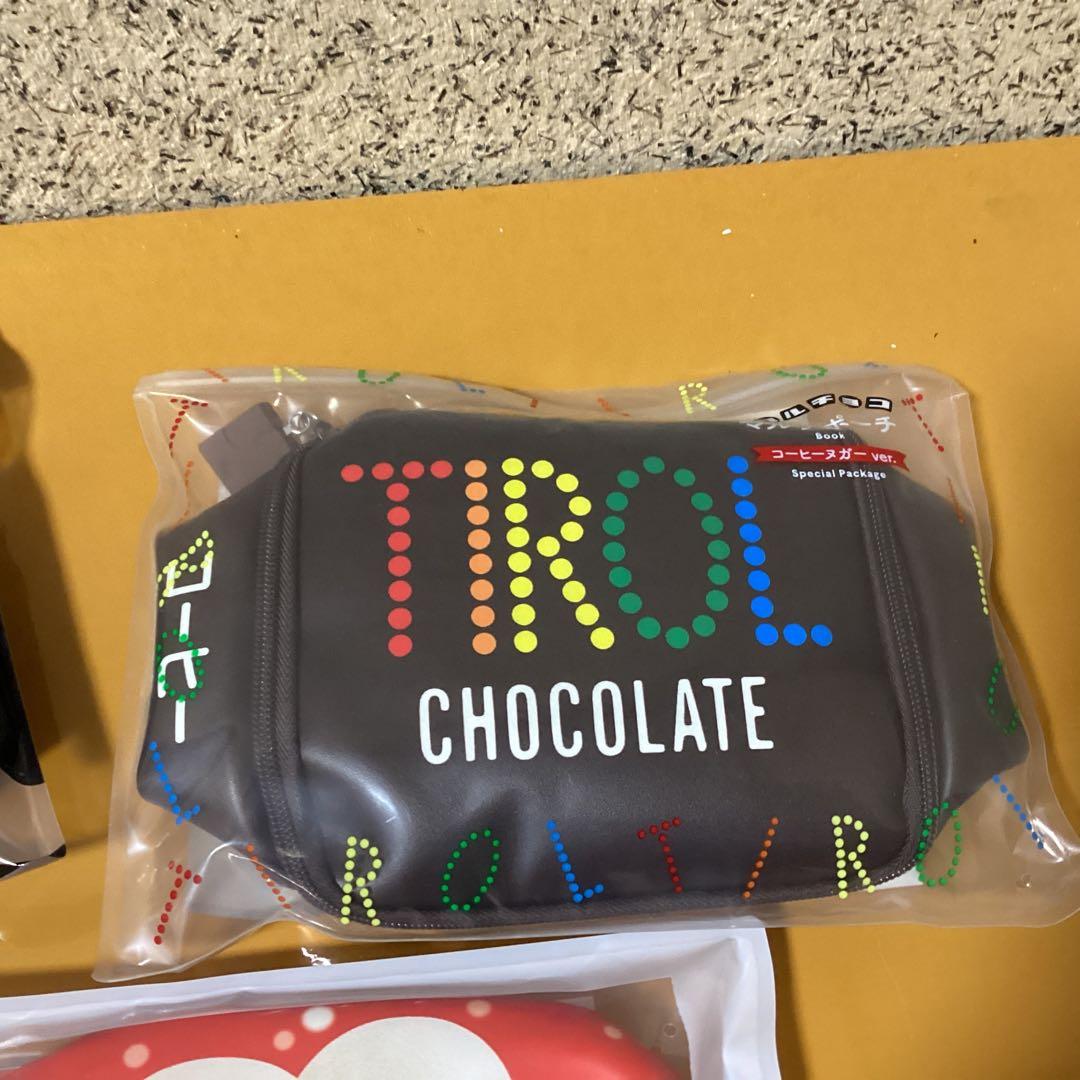 チロルチョコ
Book
コーヒーヌガー ver.
Special Package
TIROL
CHOCOLATE
コーヒー
TIROLTIRO